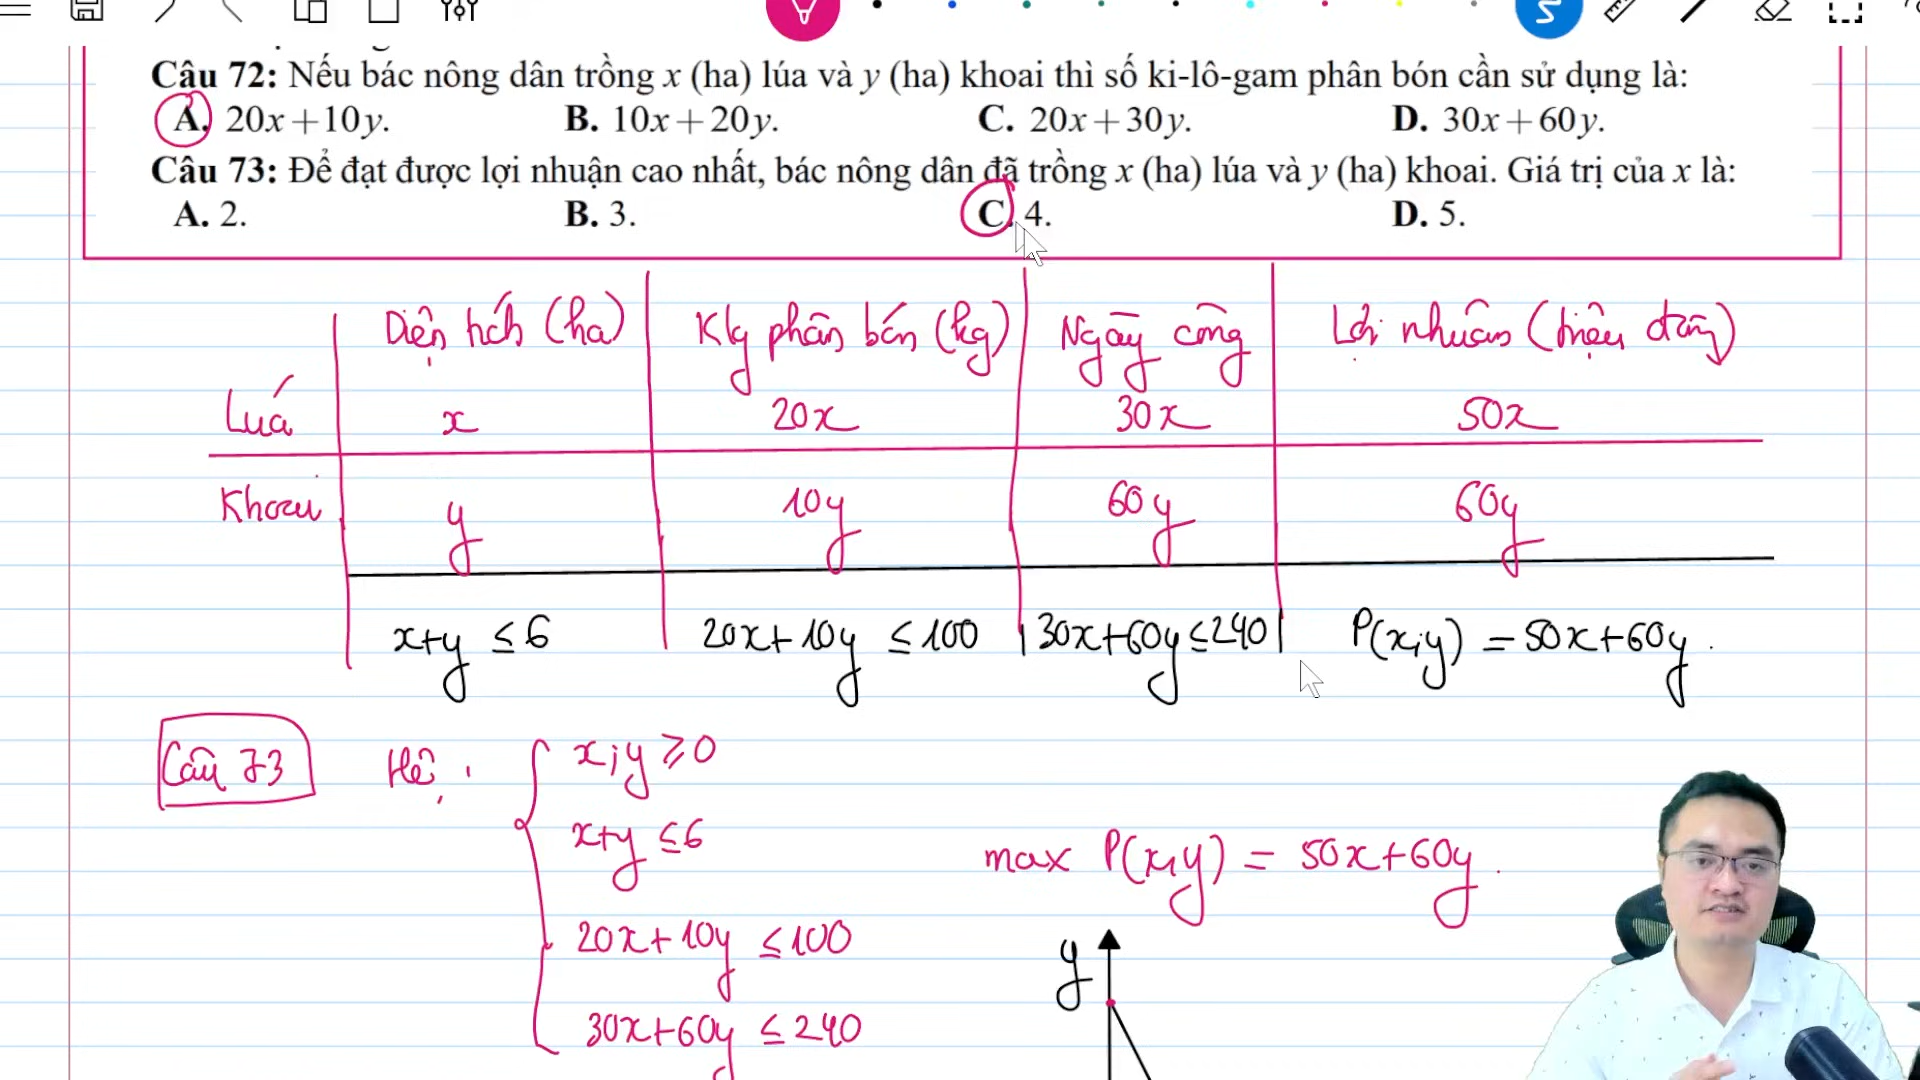 Câu 72: Nếu bác nông dân trồng x (ha) lúa và y (ha) khoai thì số ki-lô-gam phân bón cần sử dụng là:
A. 20x+10y. B. 10x+20y. C. 20x+30y. D. 30x+60y.
Câu 73: Để đạt được lợi nhuận cao nhất, bác nông dân đã trồng x (ha) lúa và y (ha) khoai. Giá trị của x là:
A. 2. B. 3. C. 4. D. 5.
Diện tích (ha) Kg phân bón (kg) Ngày công Lợi nhuận (triệu đồng)
Luá x 20x 30x 50x
Khoai y 10y 60y 60y
x+y ≤ 6 20x+10y ≤ 100 30x+60y ≤ 240 P(x;y) = 50x+60y.
Câu 73 Hệ:
x;y ≥ 0
x+y ≤ 6
max P(x,y) = 50x+60y.
20x+10y ≤ 100
y
30x+60y ≤ 240